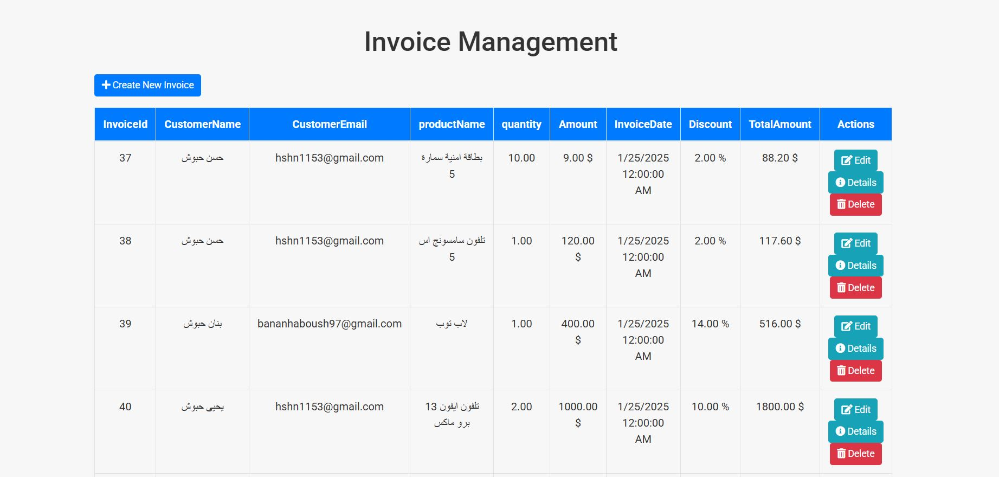 Invoice Management
Create New Invoice
InvoiceId CustomerName CustomerEmail productName quantity Amount InvoiceDate Discount TotalAmount Actions
37 حسن حبوش hshn1153@gmail.com بطاقة امنية سمارة 10.00 9.00 $ 1/25/2025 2.00 % 88.20 $ Edit
5 12:00:00 Details
AM Delete
38 حسن حبوش hshn1153@gmail.com تلفون سامسونج اس 1.00 120.00 1/25/2025 2.00 % 117.60 $ Edit
5 $ 12:00:00 Details
AM Delete
39 بنان حبوش bananhaboush97@gmail.com لاب توب 1.00 400.00 1/25/2025 14.00 % 516.00 $ Edit
$ 12:00:00 Details
AM Delete
40 يحيى حبوش hshn1153@gmail.com تلفون ايفون 13 2.00 1000.00 1/25/2025 10.00 % 1800.00 $ Edit
برو ماكس $ 12:00:00 Details
AM Delete